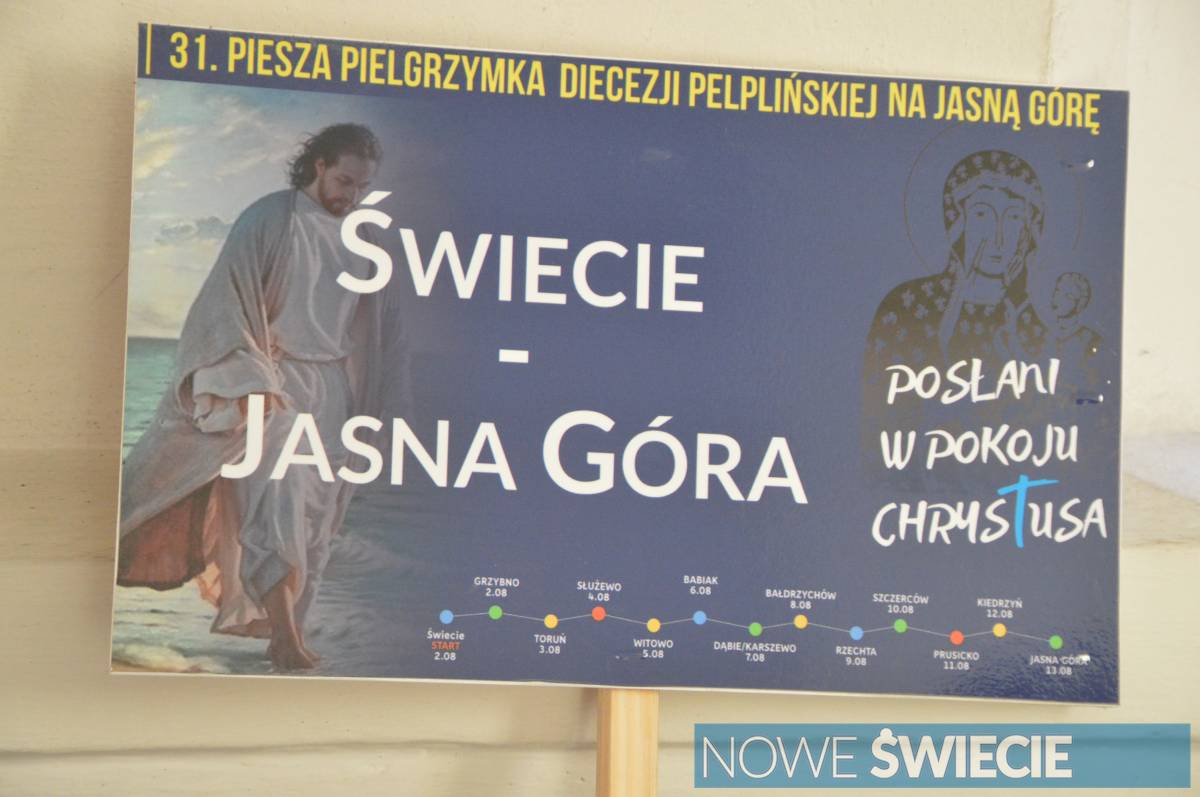 31. PIESZA PIELGRZYMKA DIECEZJI PELPLIŃSKIEJ NA JASNĄ GÓRĘ
ŚWIECIE
-
JASNA GÓRA
POSŁANI
W POKOJU
CHRYSTUSA
Świecie
START
2.08
GRZYBNO
2.08
TORUŃ
3.08
SŁUŻEWO
4.08
WITOWO
5.08
BABIAK
6.08
DĄBIE/KARSZEWO
7.08
BAŁDRZYCHÓW
8.08
RZECHTA
9.08
SZCZERCÓW
10.08
PRUSICKO
11.08
KIEDRZYŃ
12.08
JASNA GÓRA
13.08
NOWE ŚWIECIE